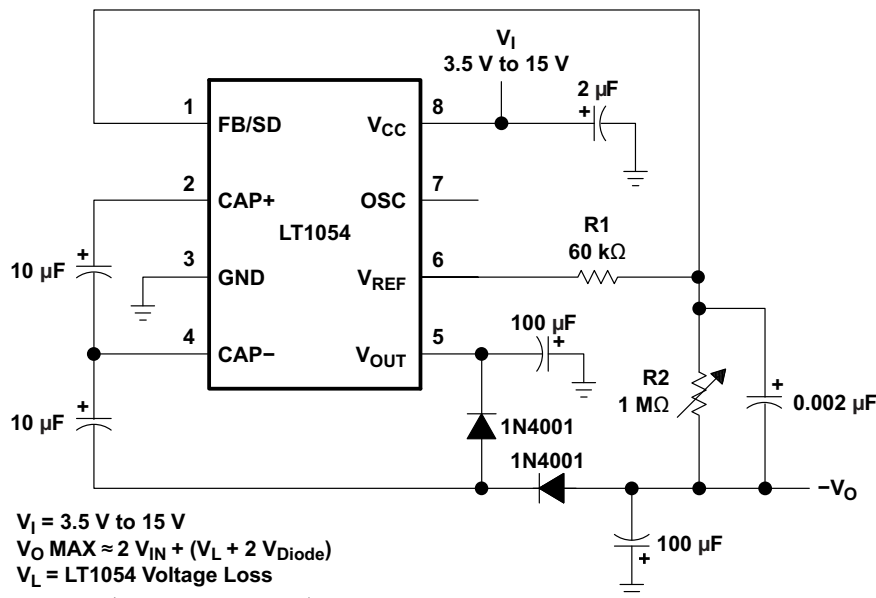 V_I
3.5 V to 15 V
2 µF
+
1
FB/SD
V_CC
8
2
CAP+
OSC
7
LT1054
R1
60 kΩ
+
10 µF
3
GND
V_REF
6
4
CAP−
V_OUT
5
100 µF
+
R2
1 MΩ
+
0.002 µF
+
10 µF
1N4001
1N4001
−V_O
100 µF
+
V_I = 3.5 V to 15 V
V_O MAX ≈ 2 V_IN + (V_L + 2 V_Diode)
V_L = LT1054 Voltage Loss